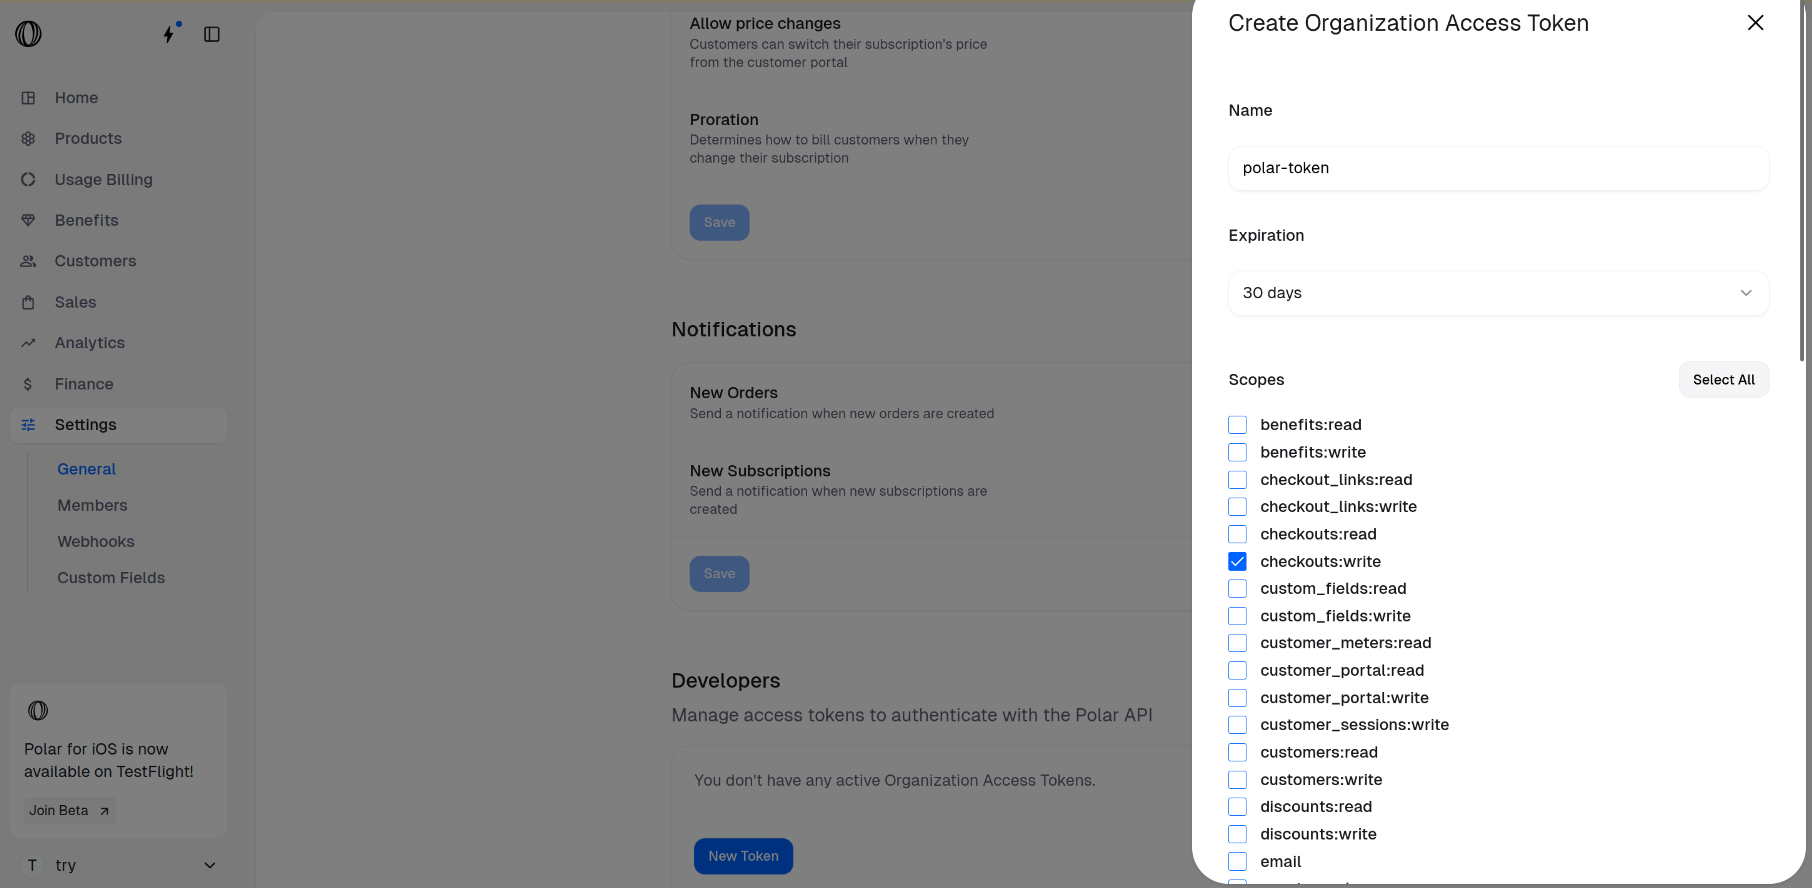 Home
Products
Usage Billing
Benefits
Customers
Sales
Analytics
Finance
Settings
General
Members
Webhooks
Custom Fields
Polar for iOS is now
available on TestFlight!
Join Beta
T try
Allow price changes
Customers can switch their subscription's price
from the customer portal
Proration
Determines how to bill customers when they
change their subscription
Save
Notifications
New Orders
Send a notification when new orders are created
New Subscriptions
Send a notification when new subscriptions are
created
Save
Developers
Manage access tokens to authenticate with the Polar API
You don't have any active Organization Access Tokens.
New Token
Create Organization Access Token
Name
polar-token
Expiration
30 days
Scopes
Select All
benefits:read
benefits:write
checkout_links:read
checkout_links:write
checkouts:read
checkouts:write
custom_fields:read
custom_fields:write
customer_meters:read
customer_portal:read
customer_portal:write
customer_sessions:write
customers:read
customers:write
discounts:read
discounts:write
email